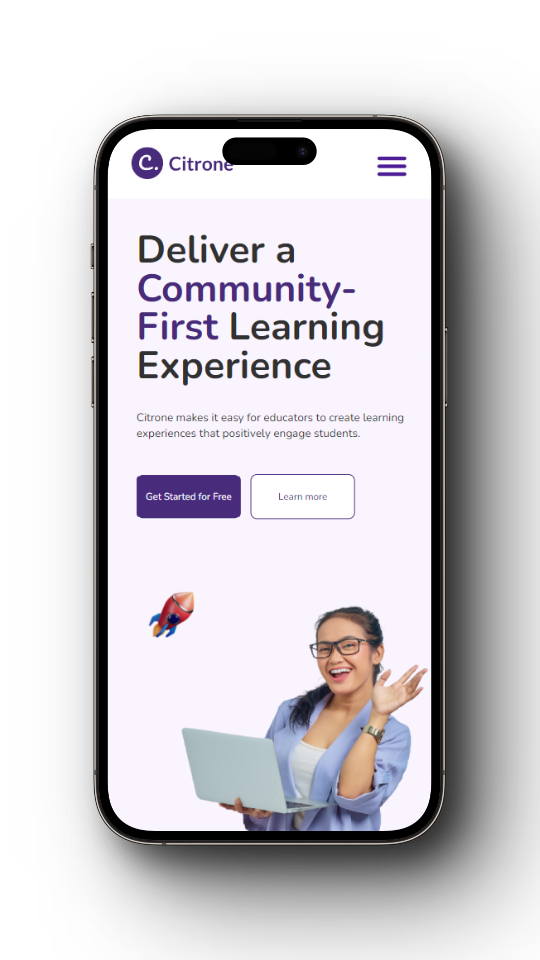 C. Citrone
Deliver a
Community-
First Learning
Experience
Citrone makes it easy for educators to create learning
experiences that positively engage students.
Get Started for Free
Learn more